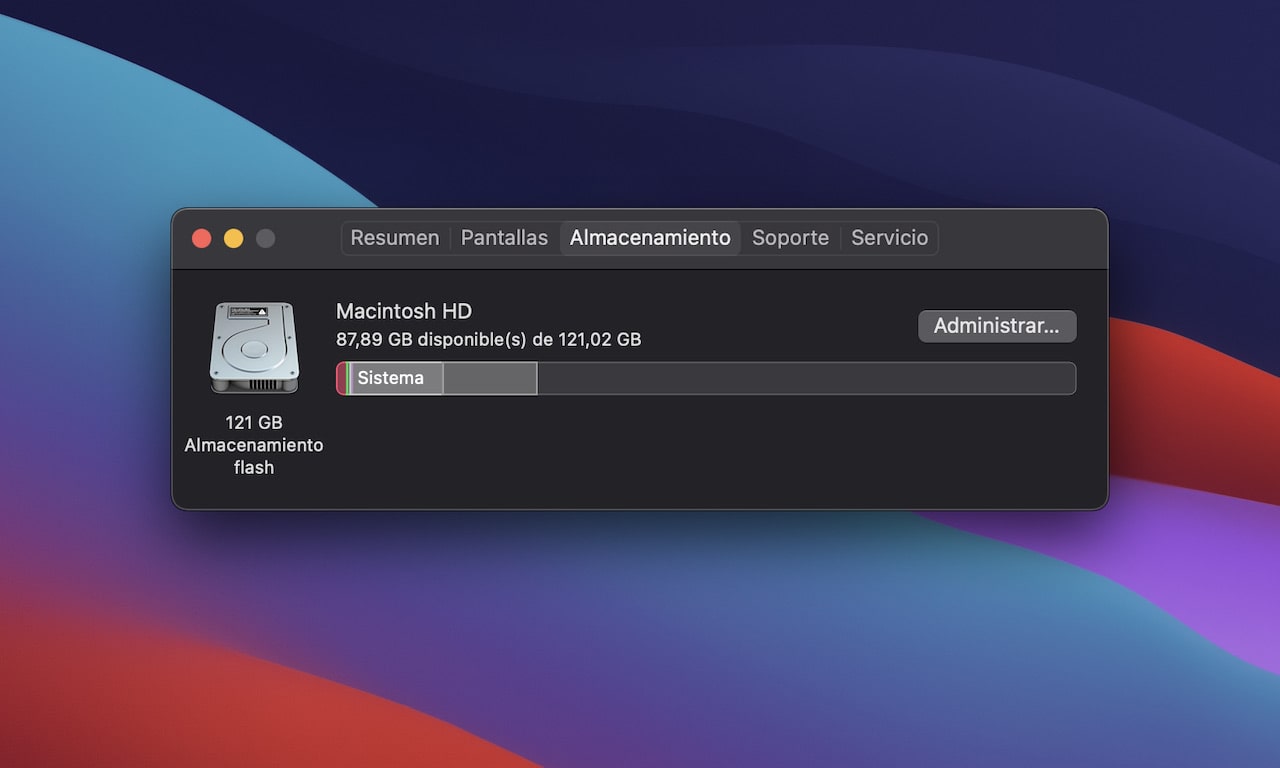 Resumen Pantallas Almacenamiento Soporte Servicio
Macintosh HD
87,89 GB disponible(s) de 121,02 GB
Administrar...
Sistema
121 GB
Almacenamiento
flash